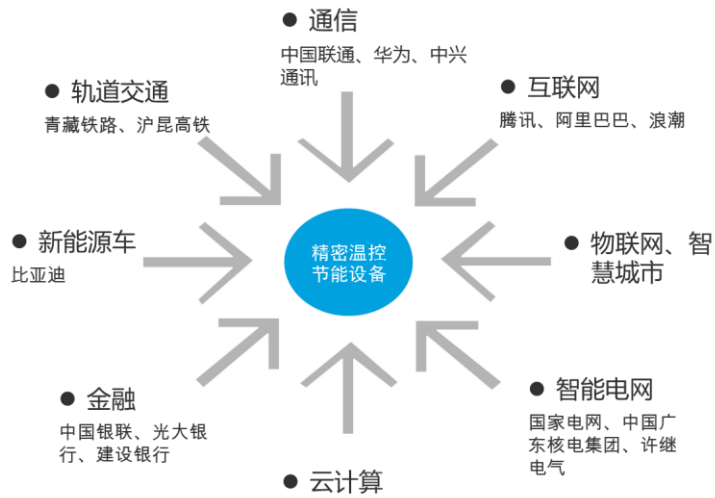 ● 通信
中国联通、华为、中兴
通讯
● 轨道交通
青藏铁路、沪昆高铁
● 互联网
腾讯、阿里巴巴、浪潮
● 新能源车
比亚迪
精密温控
节能设备
● 物联网、智
慧城市
● 金融
中国银联、光大银
行、建设银行
● 智能电网
国家电网、中国广
东核电集团、许继
电气
● 云计算